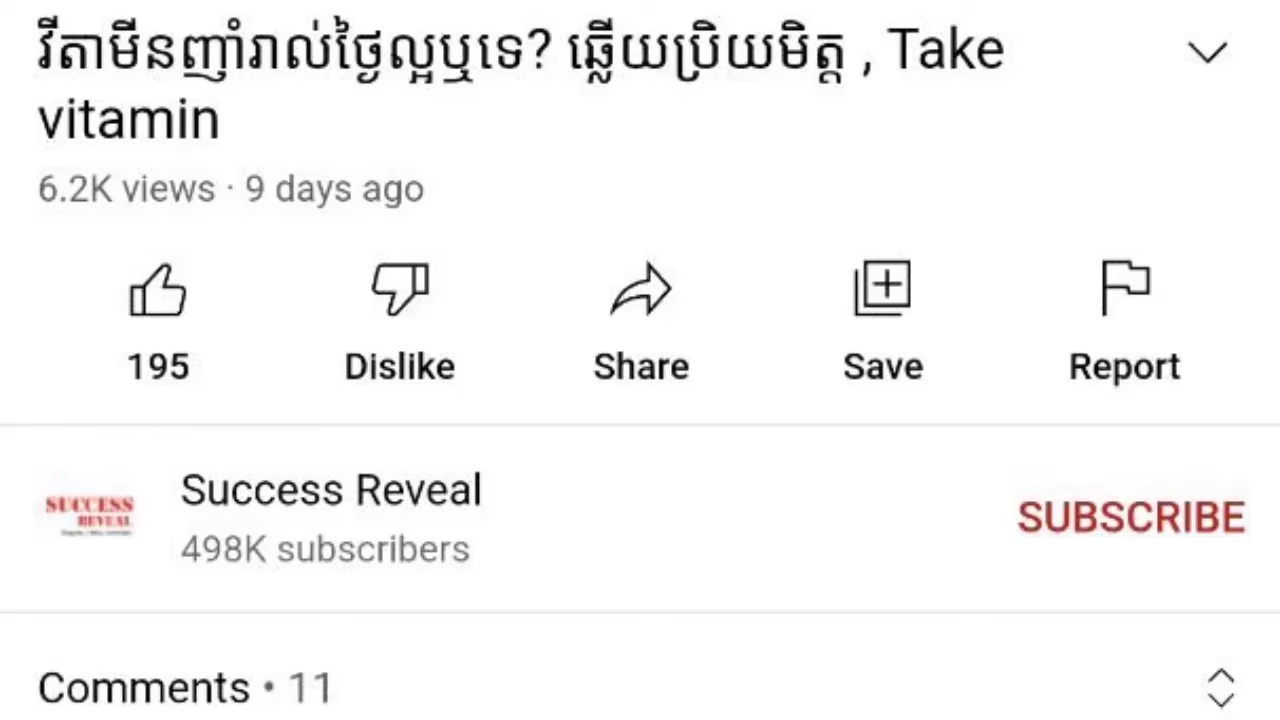 វីតាមីនញ៉ាំរាល់ថ្ងៃល្អឬទេ? ឆ្លើយប្រិយមិត្ត , Take
vitamin
6.2K views · 9 days ago
195
Dislike
Share
Save
Report
SUCCESS
REVEAL
Success Reveal
498K subscribers
SUBSCRIBE
Comments • 11